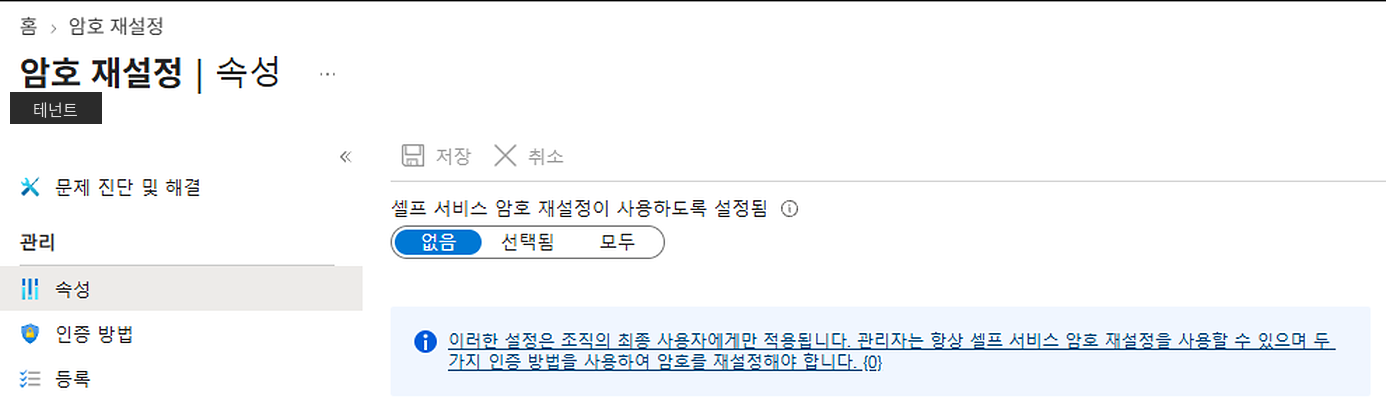 홈 > 암호 재설정
암호 재설정 | 속성 ...
테넌트
«
저장 취소
문제 진단 및 해결
셀프 서비스 암호 재설정이 사용하도록 설정됨
관리
없음 선택됨 모두
속성
인증 방법
이러한 설정은 조직의 최종 사용자에게만 적용됩니다. 관리자는 항상 셀프 서비스 암호 재설정을 사용할 수 있으며 두
가지 인증 방법을 사용하여 암호를 재설정해야 합니다. {0}
등록